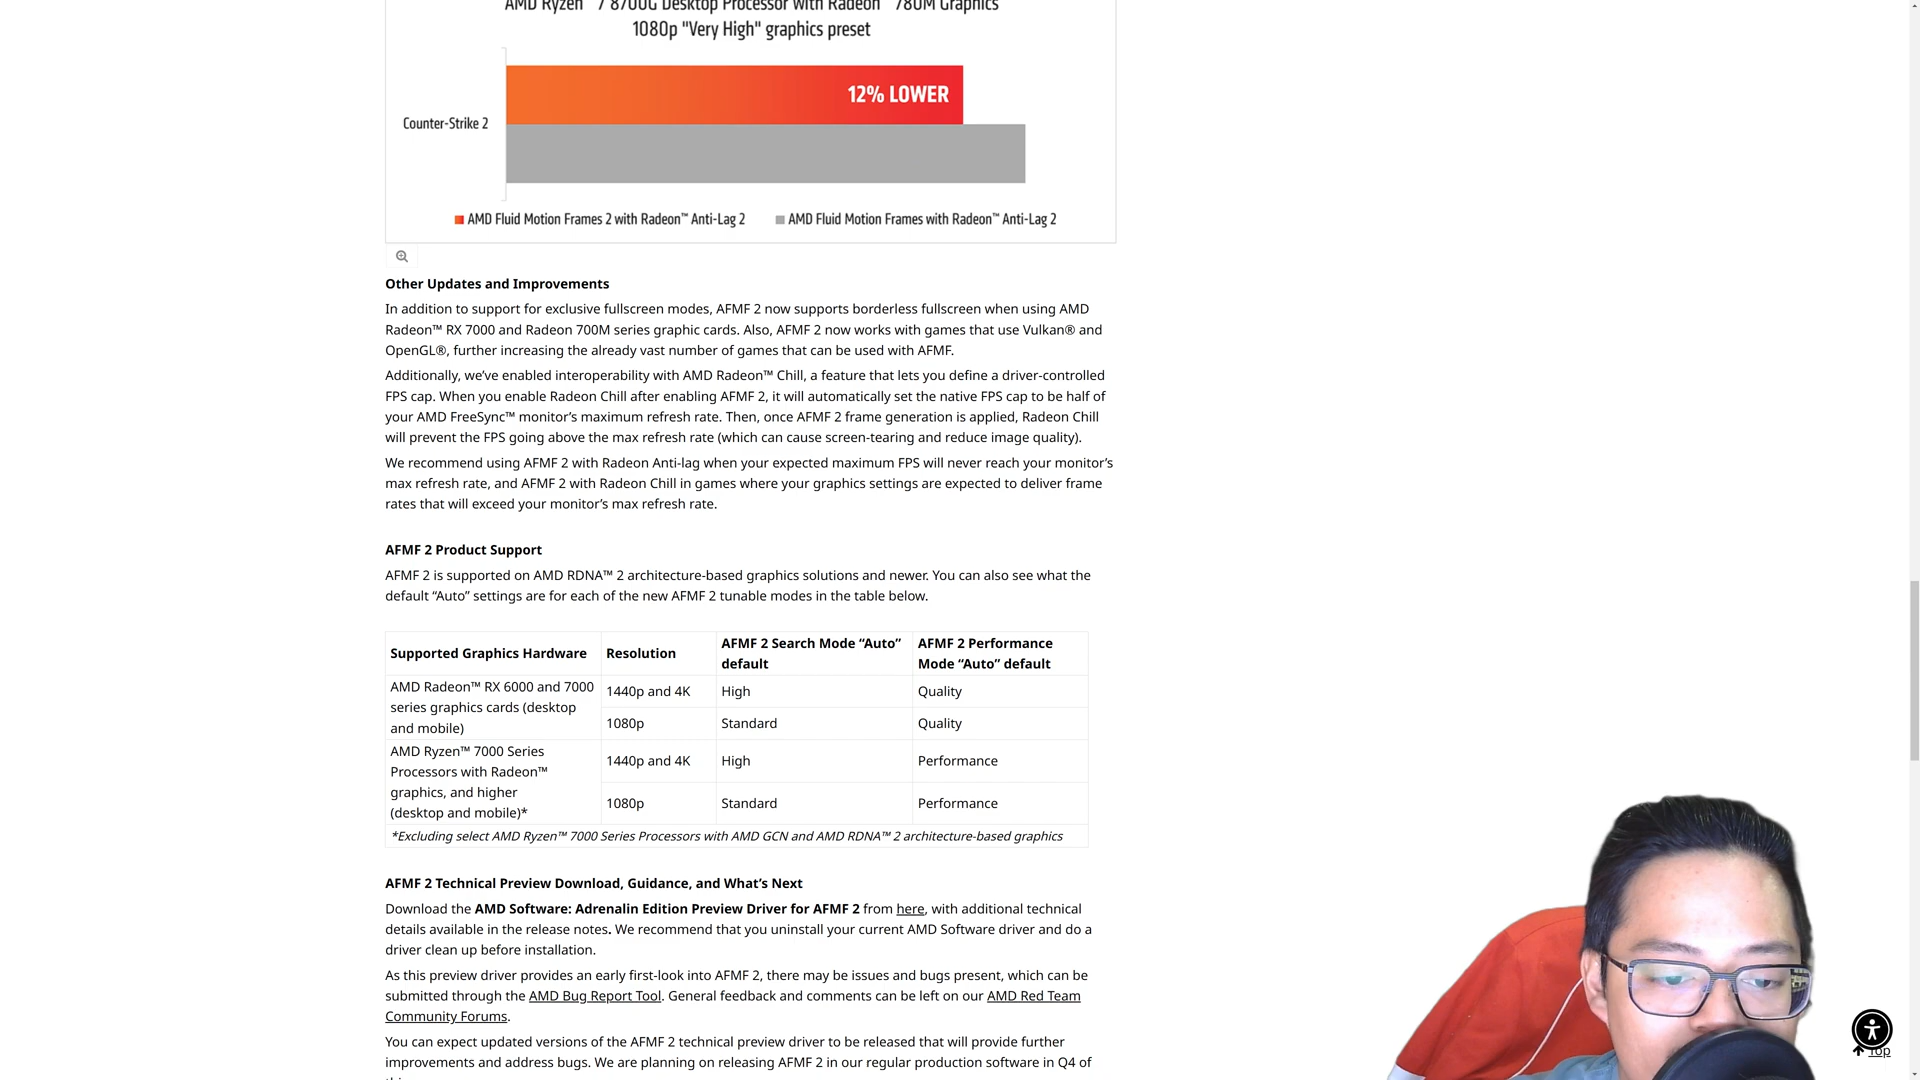 AMD Ryzen™ 7 8700G Desktop Processor with Radeon™ 780M Graphics
1080p "Very High" graphics preset
12% LOWER
Counter-Strike 2
AMD Fluid Motion Frames 2 with Radeon™ Anti-Lag 2
AMD Fluid Motion Frames with Radeon™ Anti-Lag 2
Other Updates and Improvements
In addition to support for exclusive fullscreen modes, AFMF 2 now supports borderless fullscreen when using AMD
Radeon™ RX 7000 and Radeon 700M series graphic cards. Also, AFMF 2 now works with games that use Vulkan® and
OpenGL®, further increasing the already vast number of games that can be used with AFMF.
Additionally, we’ve enabled interoperability with AMD Radeon™ Chill, a feature that lets you define a driver-controlled
FPS cap. When you enable Radeon Chill after enabling AFMF 2, it will automatically set the native FPS cap to be half of
your AMD FreeSync™ monitor’s maximum refresh rate. Then, once AFMF 2 frame generation is applied, Radeon Chill
will prevent the FPS going above the max refresh rate (which can cause screen-tearing and reduce image quality).
We recommend using AFMF 2 with Radeon Anti-lag when your expected maximum FPS will never reach your monitor’s
max refresh rate, and AFMF 2 with Radeon Chill in games where your graphics settings are expected to deliver frame
rates that will exceed your monitor’s max refresh rate.
AFMF 2 Product Support
AFMF 2 is supported on AMD RDNA™ 2 architecture-based graphics solutions and newer. You can also see what the
default “Auto” settings are for each of the new AFMF 2 tunable modes in the table below.
Supported Graphics Hardware
Resolution
AFMF 2 Search Mode “Auto”
default
AFMF 2 Performance
Mode “Auto” default
AMD Radeon™ RX 6000 and 7000
series graphics cards (desktop
and mobile)
1440p and 4K
High
Quality
1080p
Standard
Quality
AMD Ryzen™ 7000 Series
Processors with Radeon™
graphics, and higher
(desktop and mobile)*
1440p and 4K
High
Performance
1080p
Standard
Performance
*Excluding select AMD Ryzen™ 7000 Series Processors with AMD GCN and AMD RDNA™ 2 architecture-based graphics
AFMF 2 Technical Preview Download, Guidance, and What’s Next
Download the AMD Software: Adrenalin Edition Preview Driver for AFMF 2 from here, with additional technical
details available in the release notes. We recommend that you uninstall your current AMD Software driver and do a
driver clean up before installation.
As this preview driver provides an early first-look into AFMF 2, there may be issues and bugs present, which can be
submitted through the AMD Bug Report Tool. General feedback and comments can be left on our AMD Red Team
Community Forums.
You can expect updated versions of the AFMF 2 technical preview driver to be released that will provide further
improvements and address bugs. We are planning on releasing AFMF 2 in our regular production software in Q4 of
Top